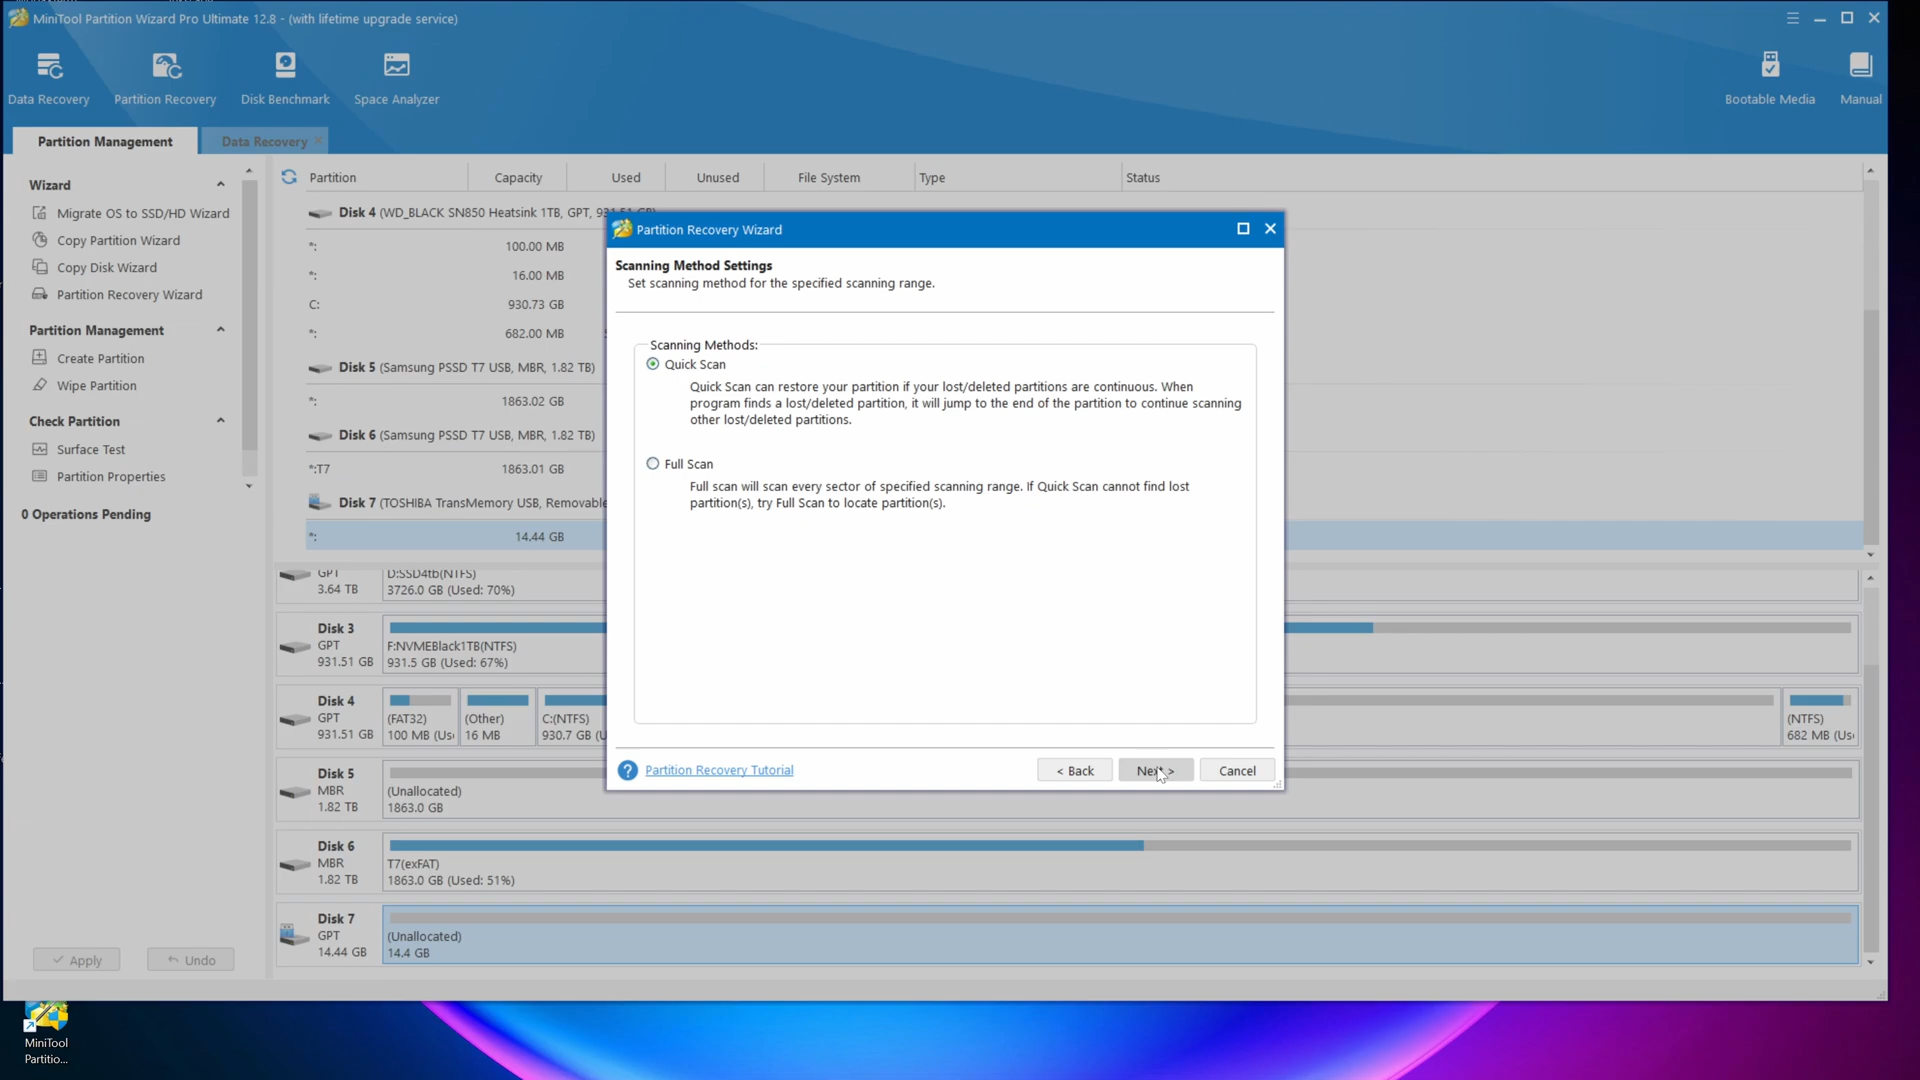 MiniTool Partition Wizard Pro Ultimate 12.8 - (with lifetime upgrade service)
Data Recovery
Partition Recovery
Disk Benchmark
Space Analyzer
Bootable Media
Manual
Partition Management
Data Recovery
Wizard
Migrate OS to SSD/HD Wizard
Copy Partition Wizard
Copy Disk Wizard
Partition Recovery Wizard
Partition Management
Create Partition
Wipe Partition
Check Partition
Surface Test
Partition Properties
0 Operations Pending
Apply
Undo
Partition Capacity Used Unused File System Type Status
Disk 4 (WD_BLACK SN850 Heatsink 1TB, GPT, 931.51 GB)
*: 100.00 MB
*: 16.00 MB
C: 930.73 GB
*: 682.00 MB
Disk 5 (Samsung PSSD T7 USB, MBR, 1.82 TB)
*: 1863.02 GB
Disk 6 (Samsung PSSD T7 USB, MBR, 1.82 TB)
*:T7 1863.01 GB
Disk 7 (TOSHIBA TransMemory USB, Removable
*: 14.44 GB
Partition Recovery Wizard
Scanning Method Settings
Set scanning method for the specified scanning range.
Scanning Methods:
Quick Scan
Quick Scan can restore your partition if your lost/deleted partitions are continuous. When
program finds a lost/deleted partition, it will jump to the end of the partition to continue scanning
other lost/deleted partitions.
Full Scan
Full scan will scan every sector of specified scanning range. If Quick Scan cannot find lost
partition(s), try Full Scan to locate partition(s).
? Partition Recovery Tutorial
< Back
Next >
Cancel
GPT
3.64 TB
D:SSD4tb(NTFS)
3726.0 GB (Used: 70%)
Disk 3
GPT
931.51 GB
F:NVMEBlack1TB(NTFS)
931.5 GB (Used: 67%)
Disk 4
GPT
931.51 GB
(FAT32)
100 MB (Us
(Other)
16 MB
C:(NTFS)
930.7 GB (U
(NTFS)
682 MB (Us
Disk 5
MBR
1.82 TB
(Unallocated)
1863.0 GB
Disk 6
MBR
1.82 TB
T7(exFAT)
1863.0 GB (Used: 51%)
Disk 7
GPT
14.44 GB
(Unallocated)
14.4 GB
MiniTool
Partitio...